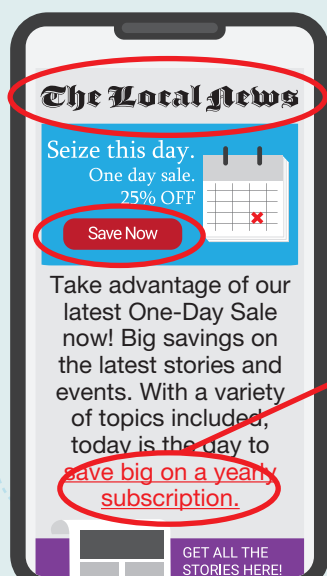 The Local News
Seize this day.
One day sale.
25% OFF
Save Now
Take advantage of our
latest One-Day Sale
now! Big savings on
the latest stories and
events. With a variety
of topics included,
today is the day to
save big on a yearly
subscription.
GET ALL THE
STORIES HERE!